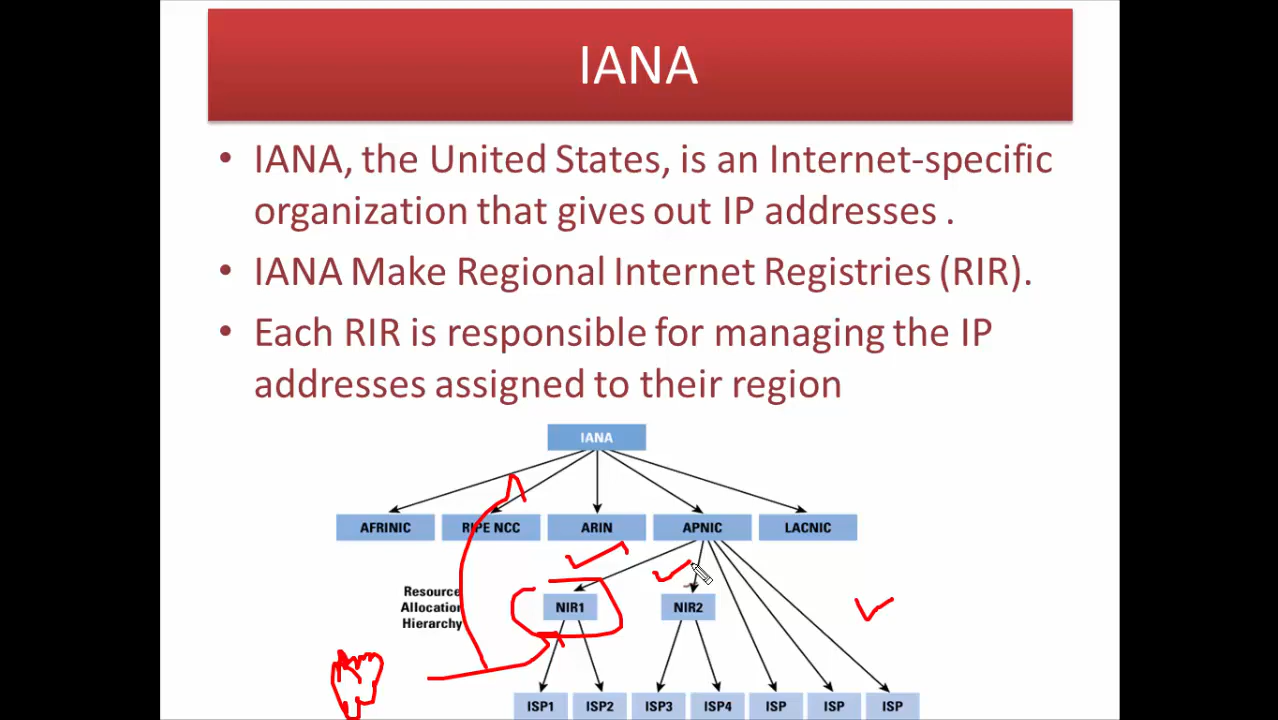 IANA
• IANA, the United States, is an Internet-specific
organization that gives out IP addresses .
• IANA Make Regional Internet Registries (RIR).
• Each RIR is responsible for managing the IP
addresses assigned to their region
IANA
AFRINIC RIPE NCC ARIN APNIC LACNIC
Resource
Allocation
Hierarchy
NIR1 NIR2
ISP1 ISP2 ISP3 ISP4 ISP ISP ISP